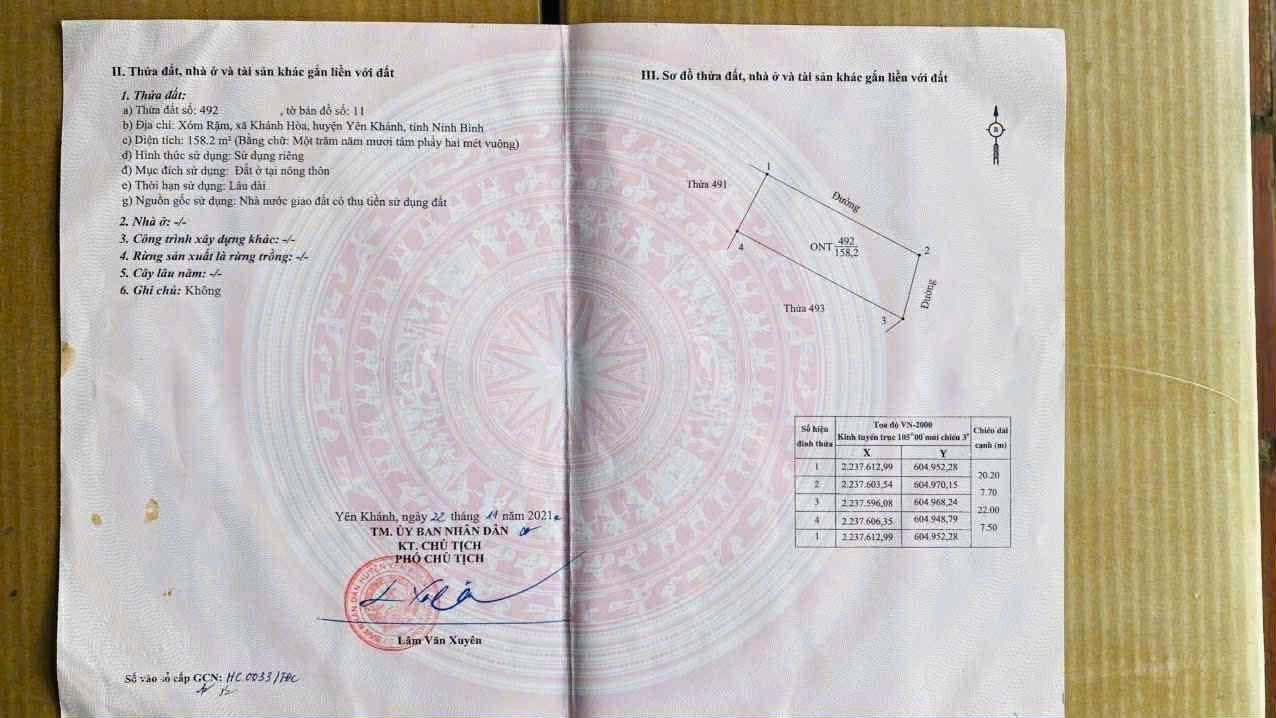 II. Thửa đất, nhà ở và tài sản khác gắn liền với đất
1. Thửa đất:
a) Thửa đất số: 492 , tờ bản đồ số: 11
b) Địa chỉ: Xóm Rậm, xã Khánh Hòa, huyện Yên Khánh, tỉnh Ninh Bình
c) Diện tích: 158.2 m² (Bằng chữ: Một trăm năm mươi tám phảy hai mét vuông)
d) Hình thức sử dụng: Sử dụng riêng
đ) Mục đích sử dụng: Đất ở tại nông thôn
e) Thời hạn sử dụng: Lâu dài
g) Nguồn gốc sử dụng: Nhà nước giao đất có thu tiền sử dụng đất
2. Nhà ở: -/-
3. Công trình xây dựng khác: -/-
4. Rừng sản xuất là rừng trồng: -/-
5. Cây lâu năm: -/-
6. Ghi chú: Không
Yên Khánh, ngày 22 tháng 11 năm 2021
TM. ỦY BAN NHÂN DÂN
KT. CHỦ TỊCH
PHÓ CHỦ TỊCH
Lâm Văn Xuyên
Số vào sổ cấp GCN: HC.0033/
III. Sơ đồ thửa đất, nhà ở và tài sản khác gắn liền với đất
B
1
Thửa 491
Đường
4
ONT 492
158,2
2
Đường
Thửa 493
3
Số hiệu đỉnh thửa Toạ độ VN-2000 Kinh tuyến trục 105°00' múi chiếu 3° Chiều dài cạnh (m)
X Y
1 2.237.612,99 604.952,28
20.20
2 2.237.603,54 604.970,15
7.70
3 2.237.596,08 604.968,24
22.00
4 2.237.606,35 604.948,79
7.50
1 2.237.612,99 604.952,28